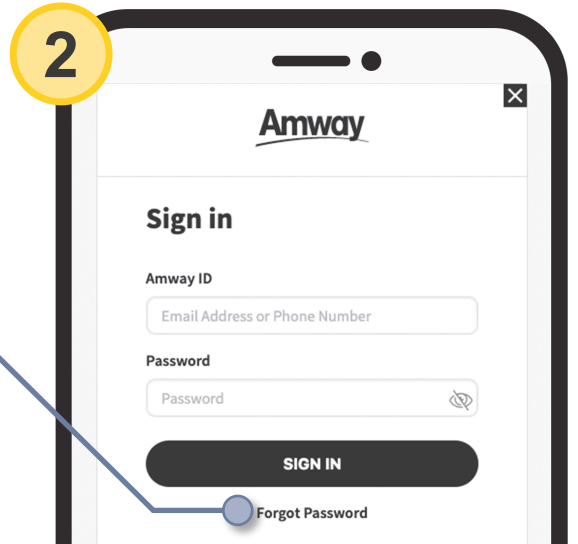 2
Amway
Sign in
Amway ID
Email Address or Phone Number
Password
Password
SIGN IN
Forgot Password